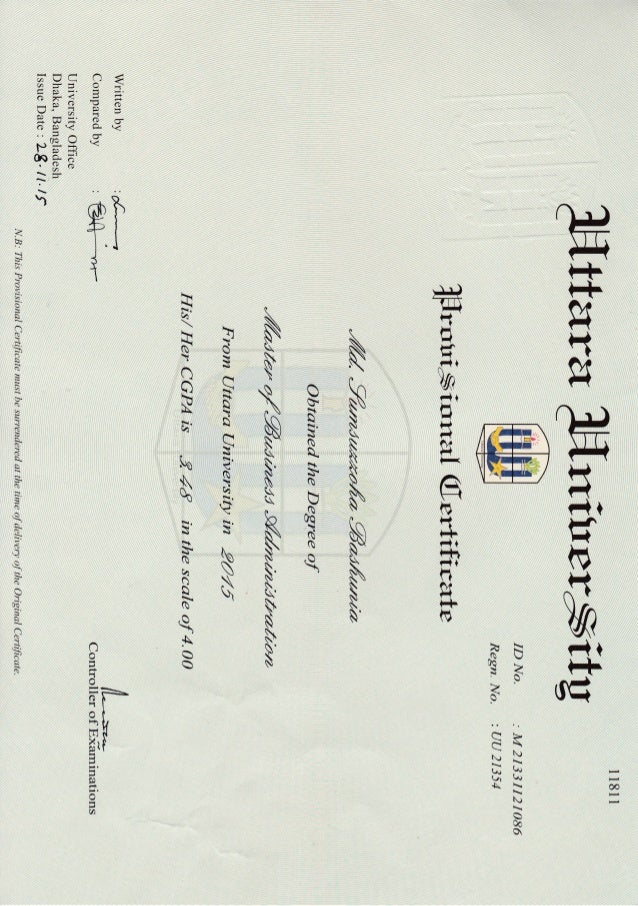 11811
Uttara UniverSity
ID No. : M 21331121086
Regn. No. : UU 21354
ProviSional Certificate
Md. Sumsuzzoha Bashunia
Obtained the Degree of
Master of Business Administration
From Uttara University in 2015
His/ Her CGPA is 3.48 in the scale of 4.00
Written by :
Compared by :
Controller of Examinations
University Office
Dhaka, Bangladesh
Issue Date : 28.11.15
N.B: This Provisional Certificate must be surrendered at the time of delivery of the Original Certificate.